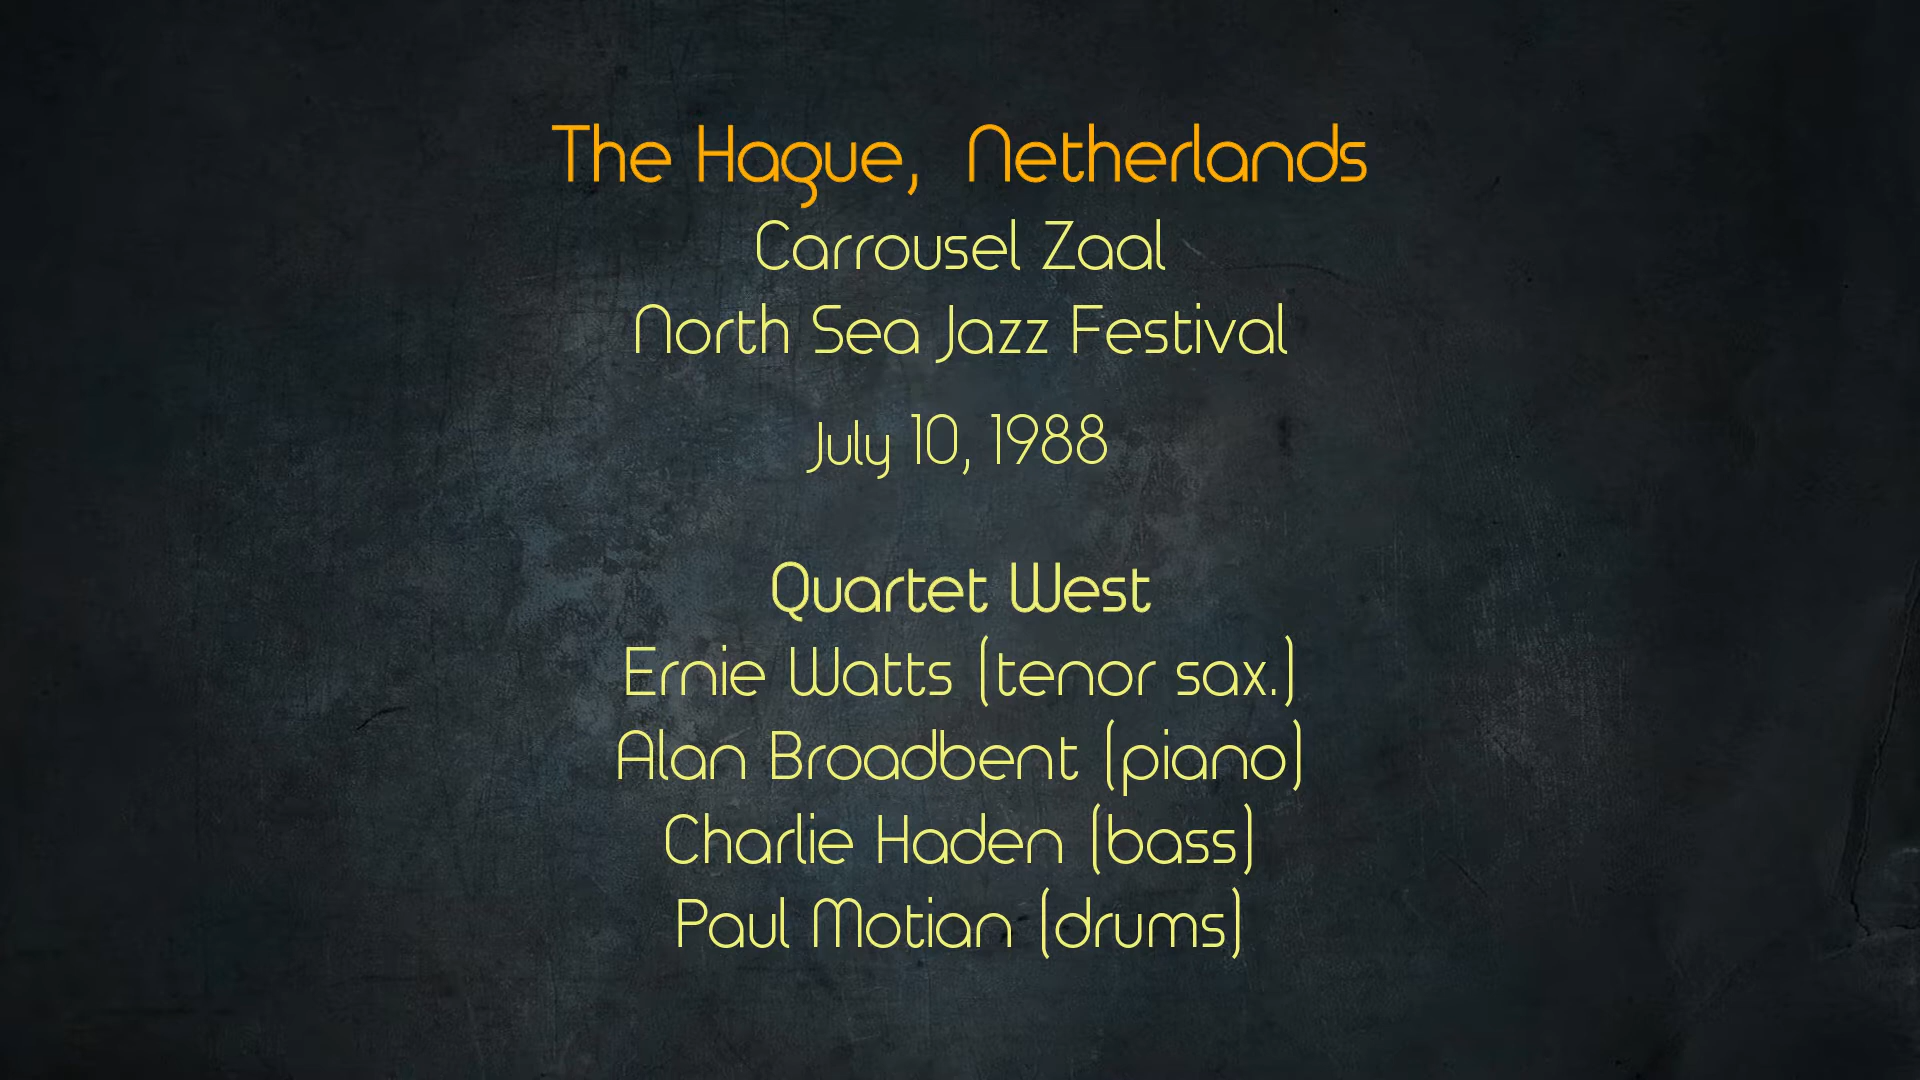 The Hague, Netherlands
Carrousel Zaal
North Sea Jazz Festival
July 10, 1988
Quartet West
Ernie Watts (tenor sax.)
Alan Broadbent (piano)
Charlie Haden (bass)
Paul Motian (drums)